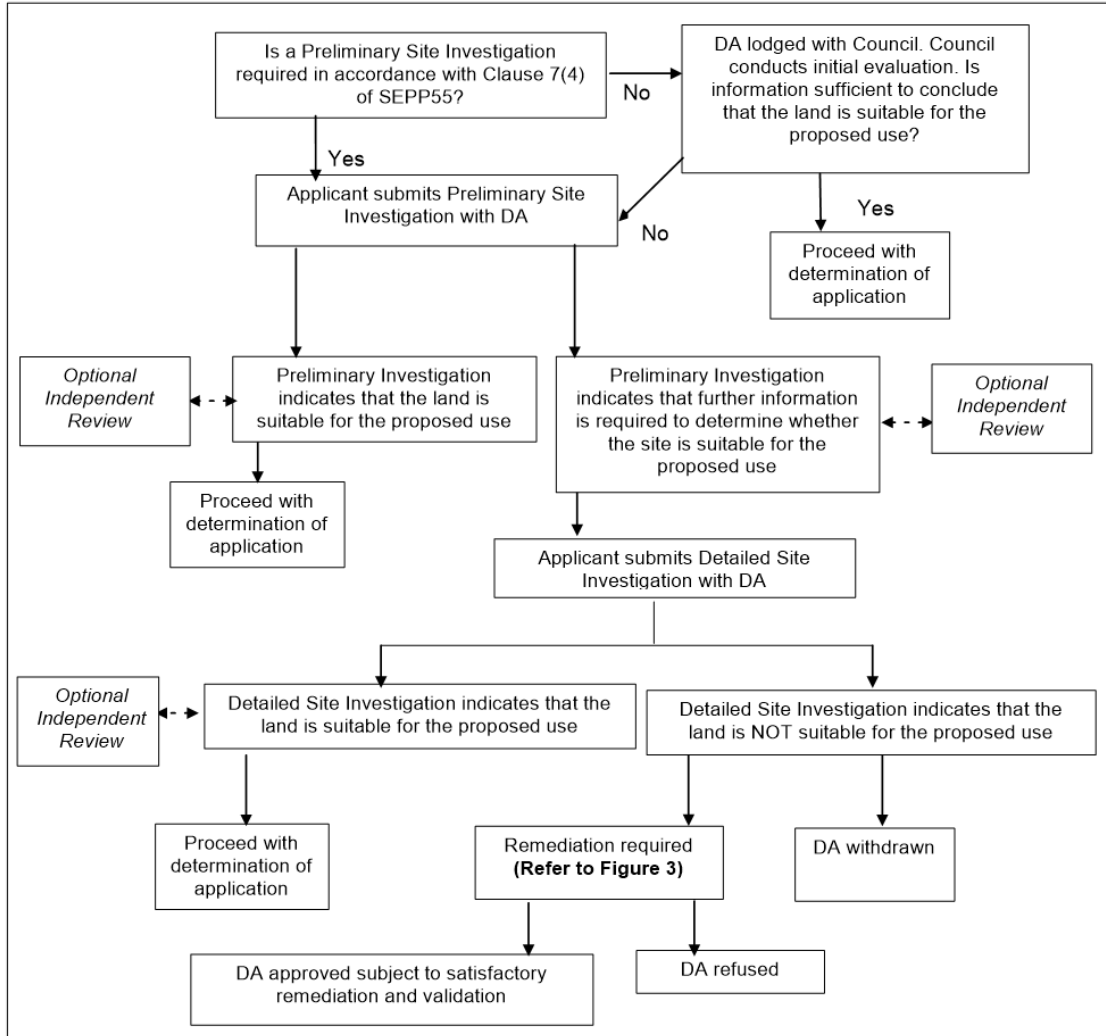 Is a Preliminary Site Investigation
required in accordance with Clause 7(4)
of SEPP55?
No
DA lodged with Council. Council
conducts initial evaluation. Is
information sufficient to conclude
that the land is suitable for the
proposed use?
Yes
Applicant submits Preliminary Site
Investigation with DA
No
Yes
Proceed with
determination of
application
Optional
Independent
Review
Preliminary Investigation
indicates that the land is
suitable for the proposed use
Preliminary Investigation
indicates that further information
is required to determine whether
the site is suitable for the
proposed use
Optional
Independent
Review
Proceed with
determination of
application
Applicant submits Detailed Site
Investigation with DA
Optional
Independent
Review
Detailed Site Investigation indicates that the
land is suitable for the proposed use
Detailed Site Investigation indicates that the
land is NOT suitable for the proposed use
Proceed with
determination of
application
Remediation required
(Refer to Figure 3)
DA withdrawn
DA approved subject to satisfactory
remediation and validation
DA refused